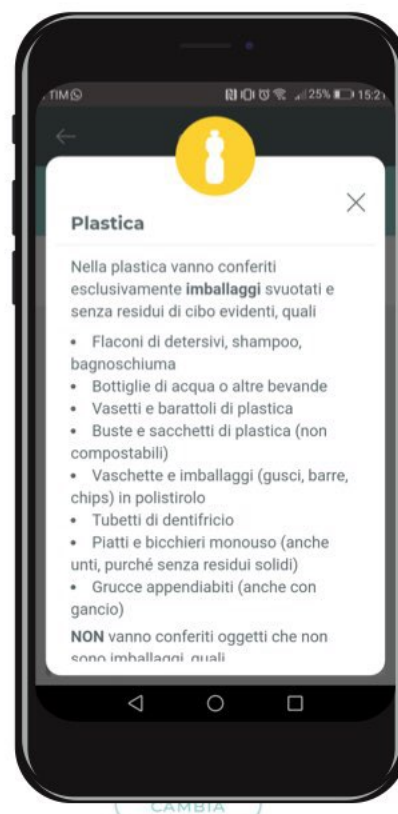 TIM
25%
15:21
Plastica
Nella plastica vanno conferiti
esclusivamente imballaggi svuotati e
senza residui di cibo evidenti, quali
• Flaconi di detersivi, shampoo,
bagnoschiuma
• Bottiglie di acqua o altre bevande
• Vasetti e barattoli di plastica
• Buste e sacchetti di plastica (non
compostabili)
• Vaschette e imballaggi (gusci, barre,
chips) in polistirolo
• Tubetti di dentifricio
• Piatti e bicchieri monouso (anche
unti, purché senza residui solidi)
• Grucce appendiabiti (anche con
gancio)
NON vanno conferiti oggetti che non
sono imballaggi, quali
CAMBIA